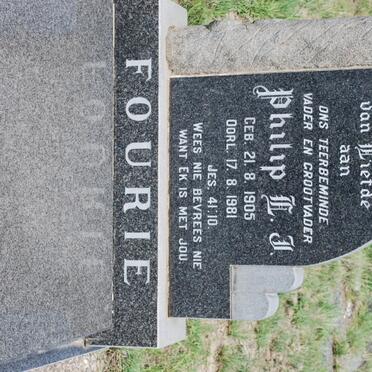 van Liefde
aan
ONS TEERBEMINDE
VADER EN GROOTVADER
Philip E. J.
GEB. 21. 8. 1905
OORL. 17. 8. 1981
JES. 41:10.
WEES NIE BEVREES NIE
WANT EK IS MET JOU.
FOURIE